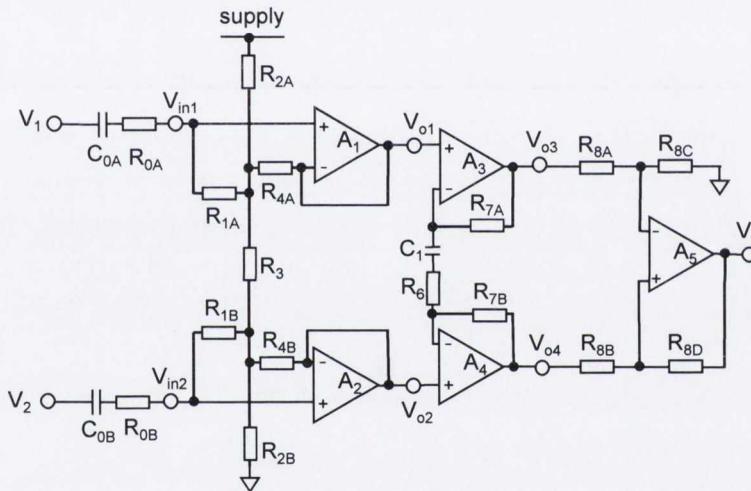 supply
R2A
V1
C0A
R0A
Vin1
R1A
R4A
+
-
A1
Vo1
+
-
A3
Vo3
R7A
R8A
R8C
C1
R3
R6
-
+
A5
V
R1B
R4B
R7B
-
+
A2
Vo2
-
+
A4
Vo4
R8B
R8D
V2
C0B
R0B
Vin2
R2B